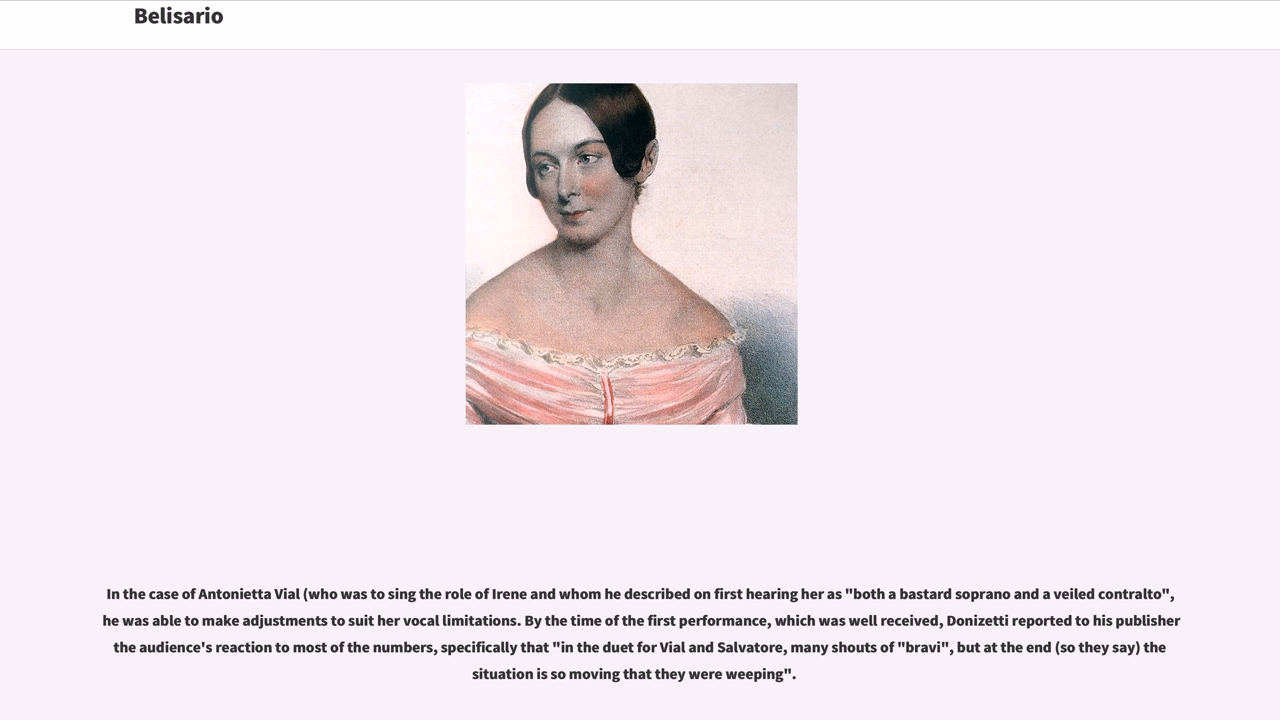 Belisario
In the case of Antonietta Vial (who was to sing the role of Irene and whom he described on first hearing her as "both a bastard soprano and a veiled contralto",
he was able to make adjustments to suit her vocal limitations. By the time of the first performance, which was well received, Donizetti reported to his publisher
the audience's reaction to most of the numbers, specifically that "in the duet for Vial and Salvatore, many shouts of "bravi", but at the end (so they say) the
situation is so moving that they were weeping".